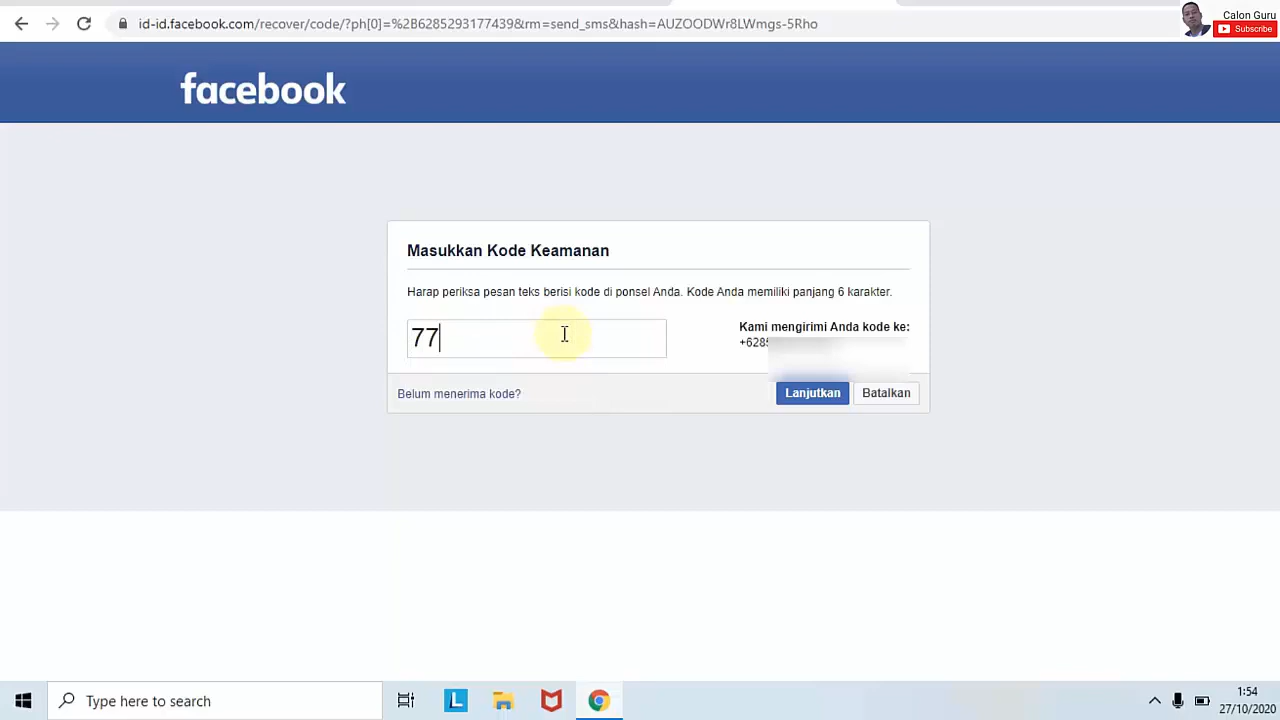 id-id.facebook.com/recover/code/?ph[0]=%2B6285293177439&rm=send_sms&hash=AUZOODWr8LWmgs-5Rho
Calon Guru
Subscribe
facebook
Masukkan Kode Keamanan
Harap periksa pesan teks berisi kode di ponsel Anda. Kode Anda memiliki panjang 6 karakter.
77
Kami mengirimi Anda kode ke:
+628
Belum menerima kode?
Lanjutkan
Batalkan
L
Type here to search
1:54
27/10/2020